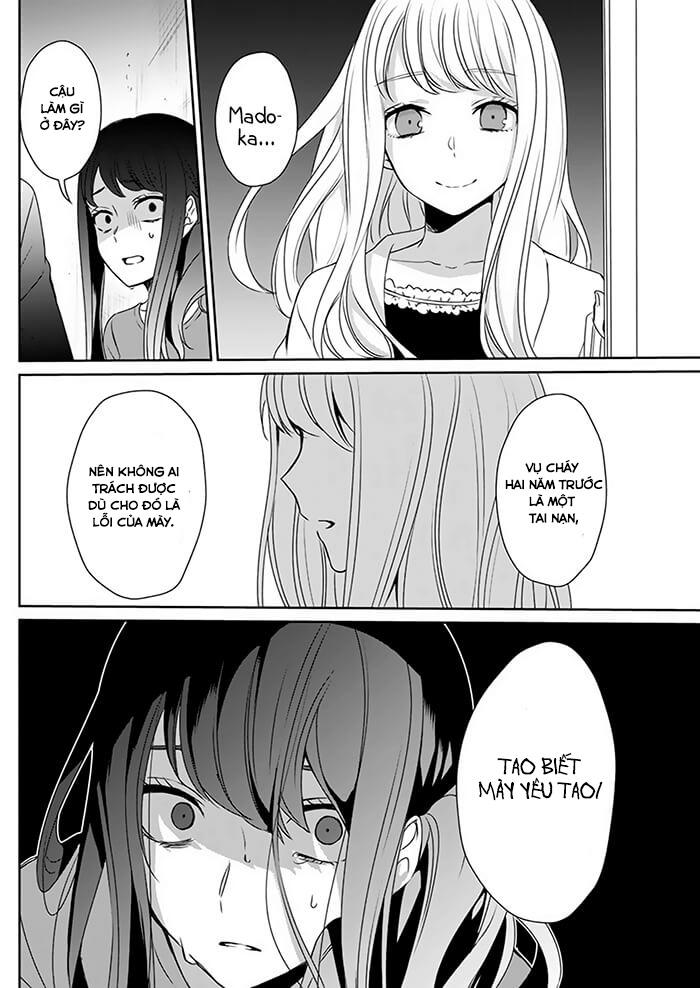 Mado-
ka...
CẬU
LÀM GÌ
Ở ĐÂY?
VỤ CHÁY
HAI NĂM TRƯỚC
LÀ MỘT
TAI NẠN,
NÊN KHÔNG AI
TRÁCH ĐƯỢC
DÙ CHO ĐÓ LÀ
LỖI CỦA MÀY.
TAO BIẾT
MÀY YÊU TAO!